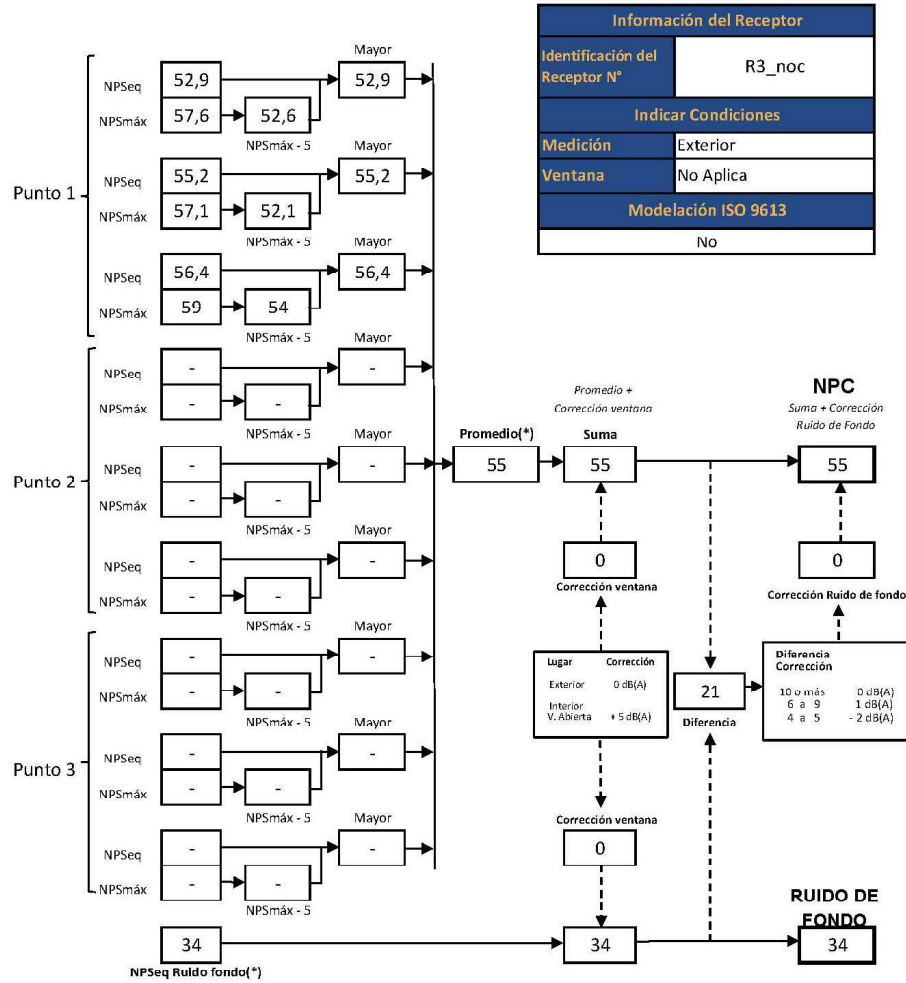 Información del Receptor
Identificación del
Receptor N°
R3_noc
Indicar Condiciones
Medición
Exterior
Ventana
No Aplica
Modelación ISO 9613
No
Punto 1
Mayor
NPSeq
52,9
52,9
NPSmáx
57,6
52,6
NPSmáx - 5
Mayor
NPSeq
55,2
55,2
NPSmáx
57,1
52,1
NPSmáx - 5
Mayor
NPSeq
56,4
56,4
NPSmáx
59
54
NPSmáx - 5
Punto 2
Mayor
NPSeq
-
-
NPSmáx
-
-
NPSmáx - 5
Mayor
NPSeq
-
-
NPSmáx
-
-
NPSmáx - 5
Mayor
NPSeq
-
-
NPSmáx
-
-
NPSmáx - 5
Punto 3
Mayor
NPSeq
-
-
NPSmáx
-
-
NPSmáx - 5
Mayor
NPSeq
-
-
NPSmáx
-
-
NPSmáx - 5
Mayor
NPSeq
-
-
NPSmáx
-
-
NPSmáx - 5
Promedio(*)
55
Promedio +
Corrección ventana
Suma
55
NPC
Suma + Corrección
Ruido de Fondo
55
0
Corrección ventana
0
Corrección Ruido de fondo
Lugar Corrección
Exterior 0 dB(A)
Interior
V. Abierta + 5 dB(A)
21
Diferencia
Diferencia
Corrección
10 o más 0 dB(A)
6 a 9 1 dB(A)
4 a 5 - 2 dB(A)
Corrección ventana
0
34
NPSeq Ruido fondo(*)
34
RUIDO DE
FONDO
34